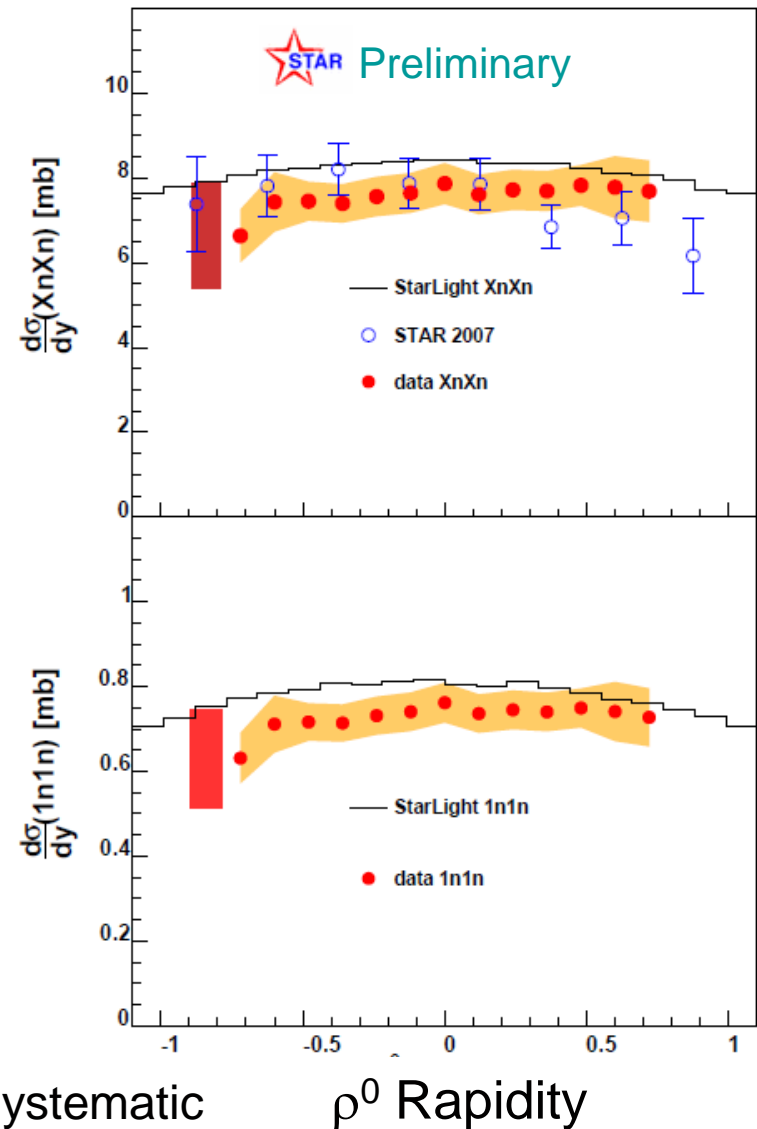 STAR Preliminary
10
8
6
4
2
0
dσ/dy(XnXn) [mb]
StarLight XnXn
STAR 2007
data XnXn
1
0.8
0.6
0.4
0.2
0
dσ/dy(1n1n) [mb]
StarLight 1n1n
data 1n1n
-1 -0.5 0 0.5 1
ystematic ρ⁰ Rapidity